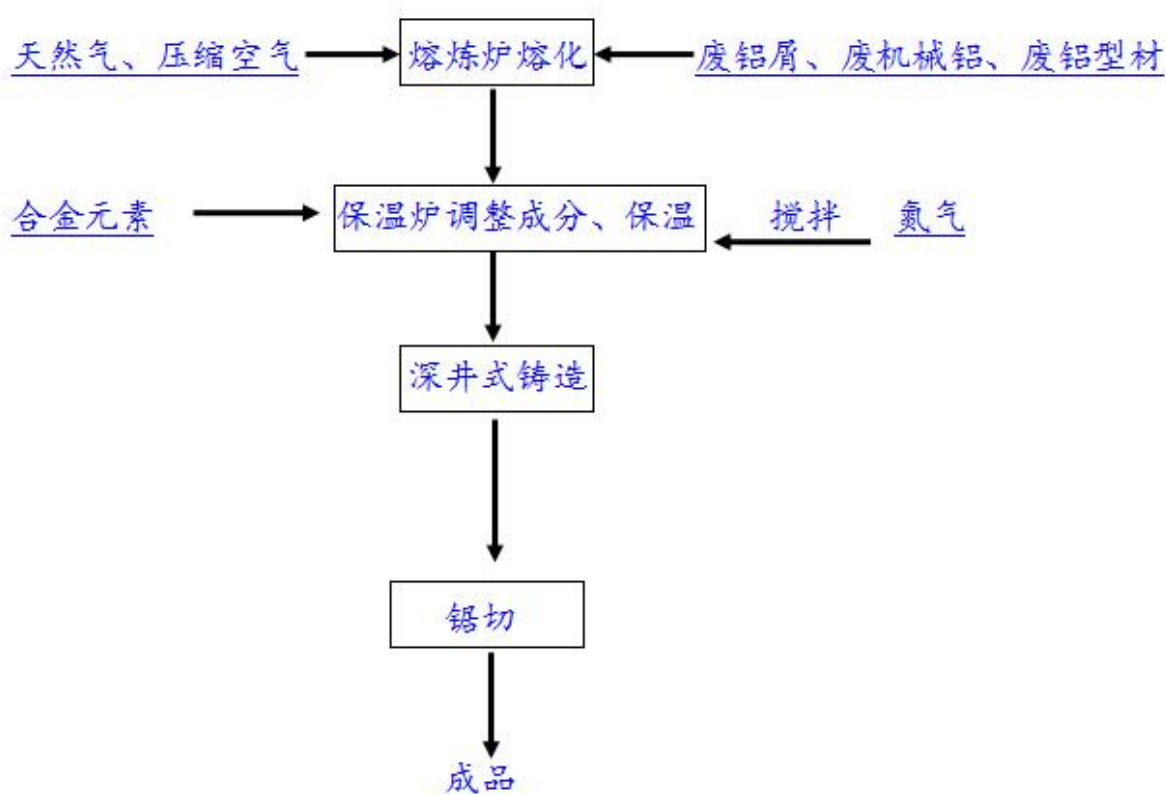 天然气、压缩空气
熔炼炉熔化
废铝屑、废机械铝、废铝型材
合金元素
保温炉调整成分、保温
搅拌
氮气
深井式铸造
锯切
成品